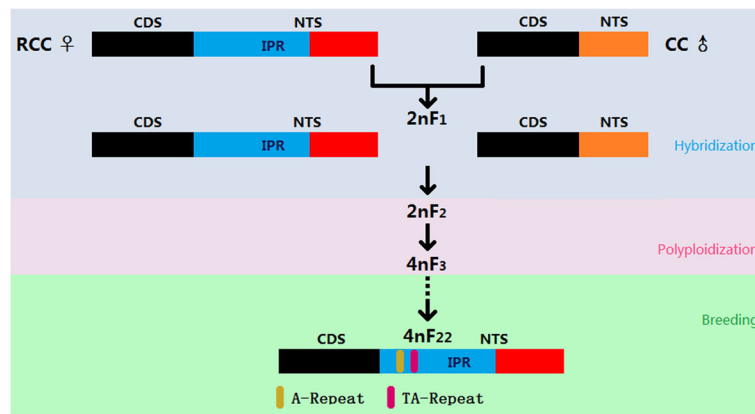 CDS NTS CDS NTS
RCC ♀ IPR CC ♂
2nF1
CDS NTS CDS NTS
IPR Hybridization
2nF2
Polyploidization
4nF3
Breeding
4nF22
CDS NTS
IPR
A-Repeat TA-Repeat